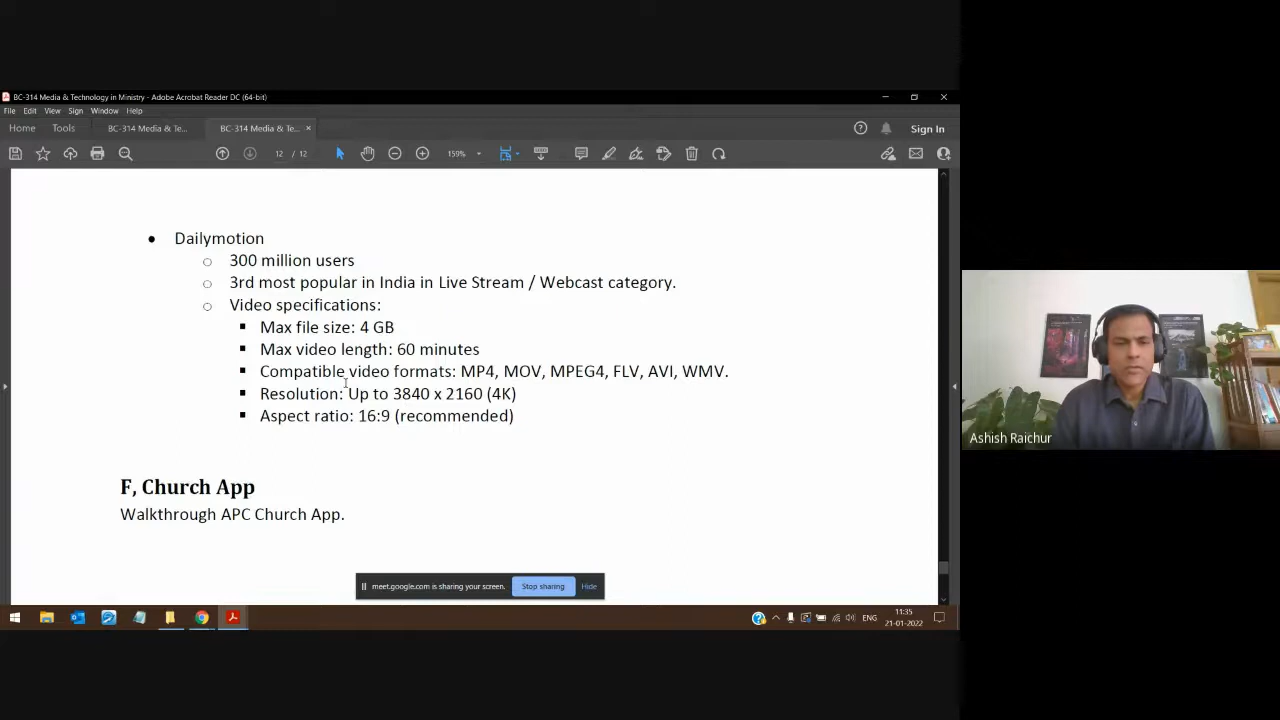 BC-314 Media & Technology in Ministry - Adobe Acrobat Reader DC (64-bit)
File Edit View Sign Window Help
Home Tools BC-314 Media & Te... BC-314 Media & Te... × Sign In
12 / 12 159%
• Dailymotion
○ 300 million users
○ 3rd most popular in India in Live Stream / Webcast category.
○ Video specifications:
▪ Max file size: 4 GB
▪ Max video length: 60 minutes
▪ Compatible video formats: MP4, MOV, MPEG4, FLV, AVI, WMV.
▪ Resolution: Up to 3840 x 2160 (4K)
▪ Aspect ratio: 16:9 (recommended)
Ashish Raichur
F, Church App
Walkthrough APC Church App.
meet.google.com is sharing your screen. Stop sharing Hide
ENG 11:35
21-01-2022